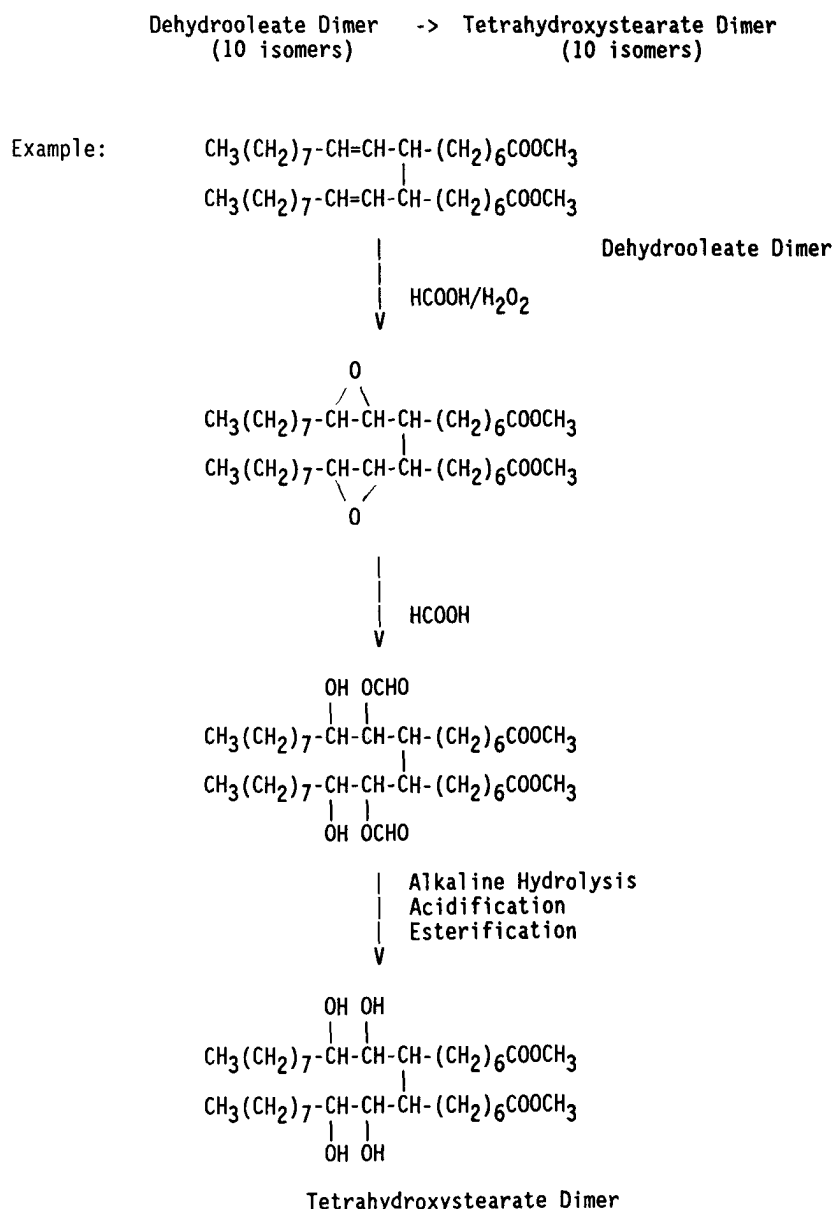 Dehydrooleate Dimer -> Tetrahydroxystearate Dimer
(10 isomers) (10 isomers)
Example: CH3(CH2)7-CH=CH-CH-(CH2)6COOCH3
CH3(CH2)7-CH=CH-CH-(CH2)6COOCH3
Dehydrooleate Dimer
HCOOH/H2O2
O
CH3(CH2)7-CH-CH-CH-(CH2)6COOCH3
CH3(CH2)7-CH-CH-CH-(CH2)6COOCH3
O
HCOOH
OH OCHO
CH3(CH2)7-CH-CH-CH-(CH2)6COOCH3
CH3(CH2)7-CH-CH-CH-(CH2)6COOCH3
OH OCHO
Alkaline Hydrolysis
Acidification
Esterification
OH OH
CH3(CH2)7-CH-CH-CH-(CH2)6COOCH3
CH3(CH2)7-CH-CH-CH-(CH2)6COOCH3
OH OH
Tetrahydroxystearate Dimer